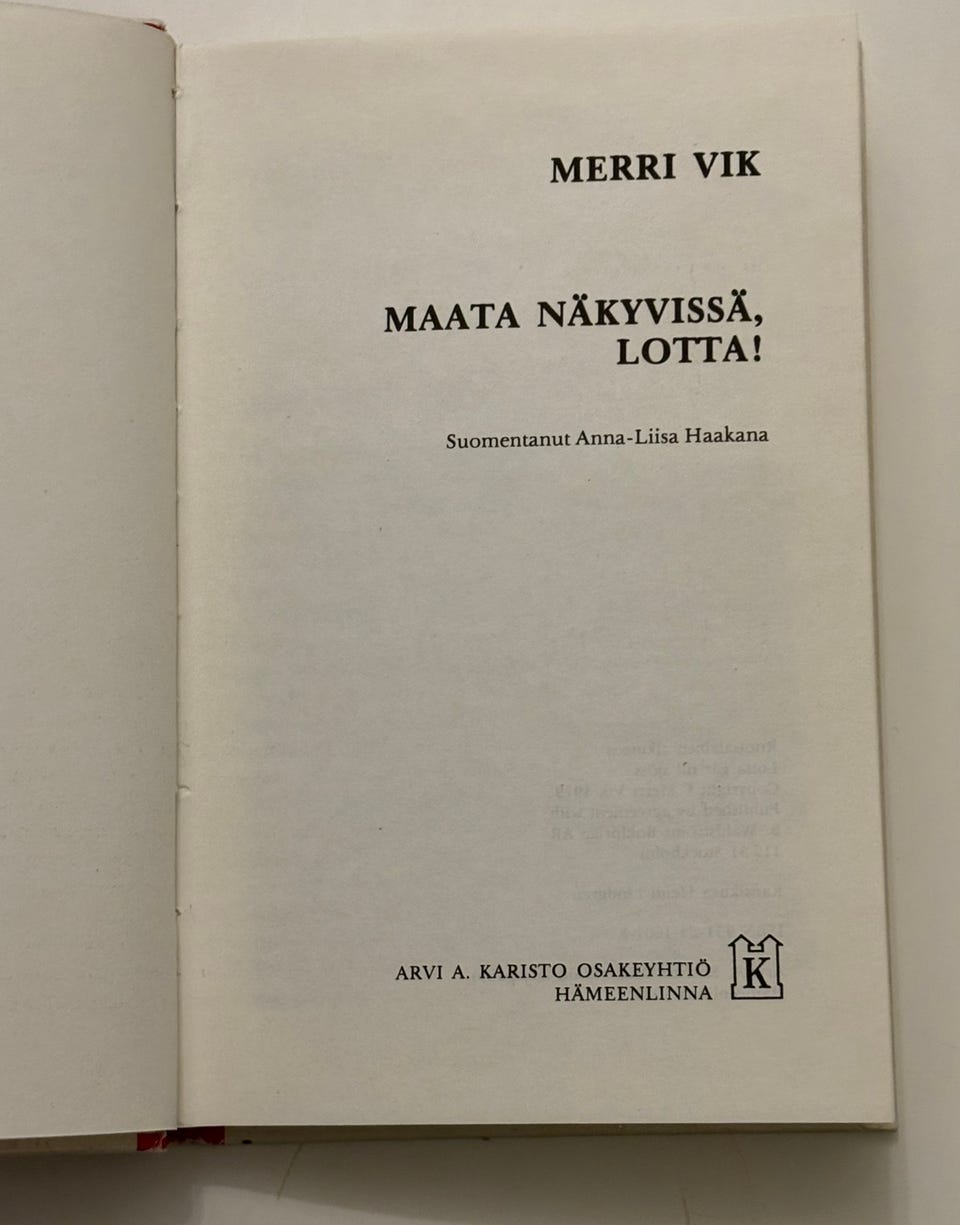 MERRI VIK
MAATA NÄKYVISSÄ,
LOTTA!
Suomentanut Anna-Liisa Haakana
ARVI A. KARISTO OSAKEYHTIÖ
HÄMEENLINNA
K